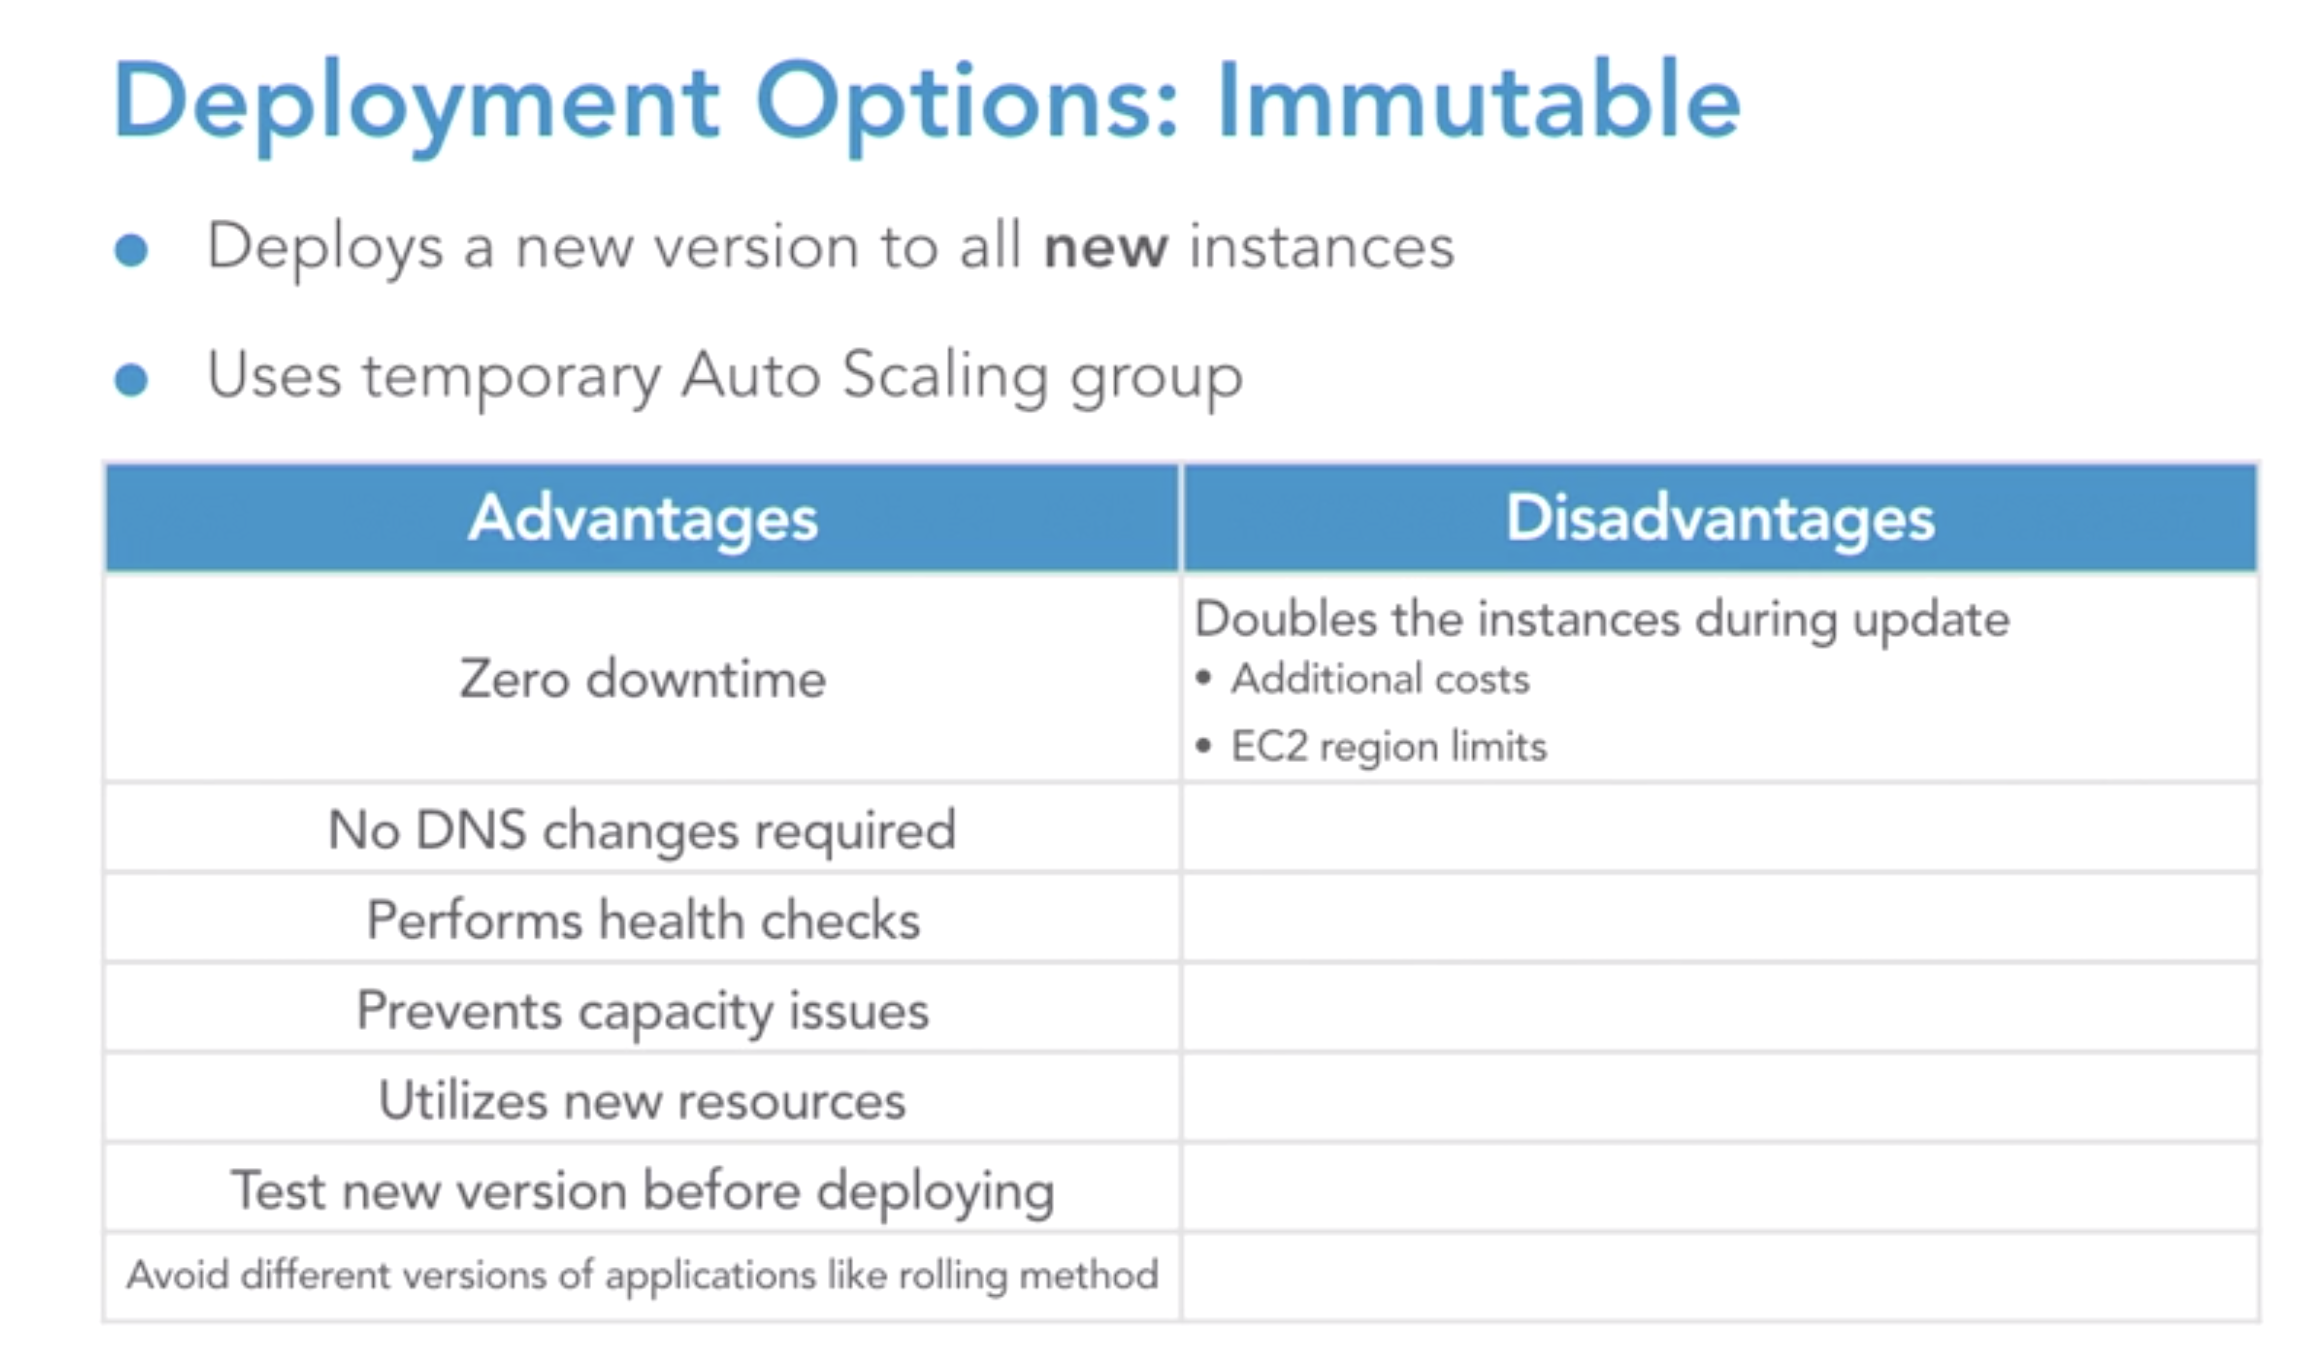 Deployment Options: Immutable
Deploys a new version to all new instances
Uses temporary Auto Scaling group
Advantages
Disadvantages
Zero downtime
Doubles the instances during update
• Additional costs
• EC2 region limits
No DNS changes required
Performs health checks
Prevents capacity issues
Utilizes new resources
Test new version before deploying
Avoid different versions of applications like rolling method